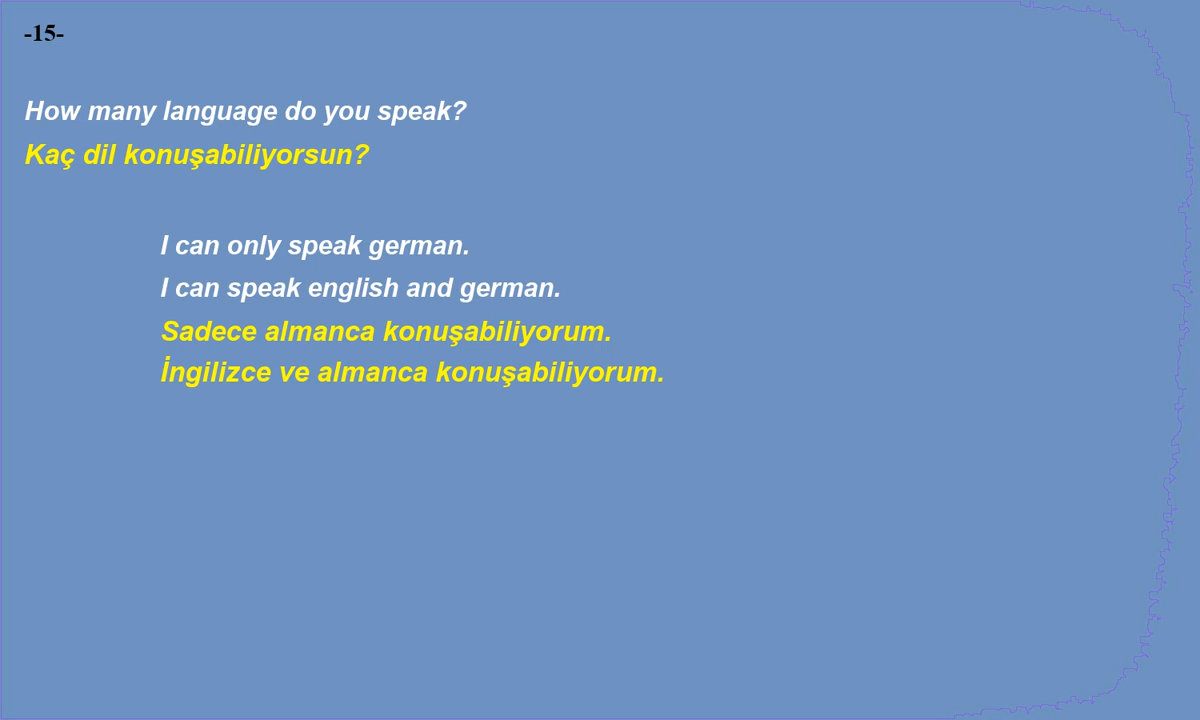 -15-
How many language do you speak?
Kaç dil konuşabiliyorsun?
I can only speak german.
I can speak english and german.
Sadece almanca konuşabiliyorum.
İngilizce ve almanca konuşabiliyorum.